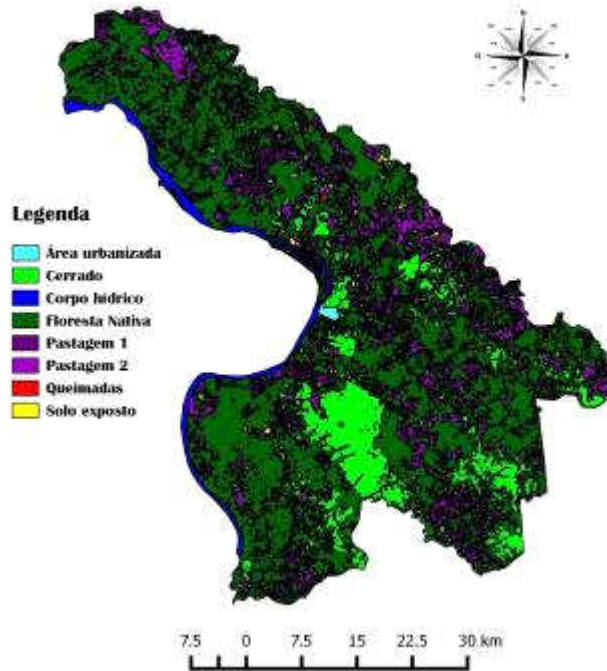 Legenda
Área urbanizada
Cerrado
Corpo hídrico
Floresta Nativa
Pastagem 1
Pastagem 2
Queimadas
Solo exposto
7.5 0 7.5 15 22.5 30 km